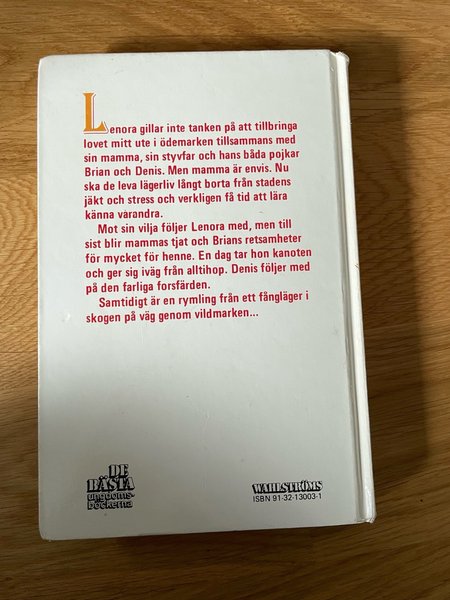 Lenora gillar inte tanken på att tillbringa
lovet mitt ute i ödemarken tillsammans med
sin mamma, sin styvfar och hans båda pojkar
Brian och Denis. Men mamma är envis. Nu
ska de leva lägerliv långt borta från stadens
jäkt och stress och verkligen få tid att lära
känna varandra.
Mot sin vilja följer Lenora med, men till
sist blir mammas tjat och Brians retsamheter
för mycket för henne. En dag tar hon kanoten
och ger sig iväg från alltihop. Denis följer med
på den farliga forsfärden.
Samtidigt är en rymling från ett fångläger i
skogen på väg genom vildmarken...
DE
BÄSTA
ungdoms-
böckerna
WAHLSTRÖMS
ISBN 91-32-13003-1